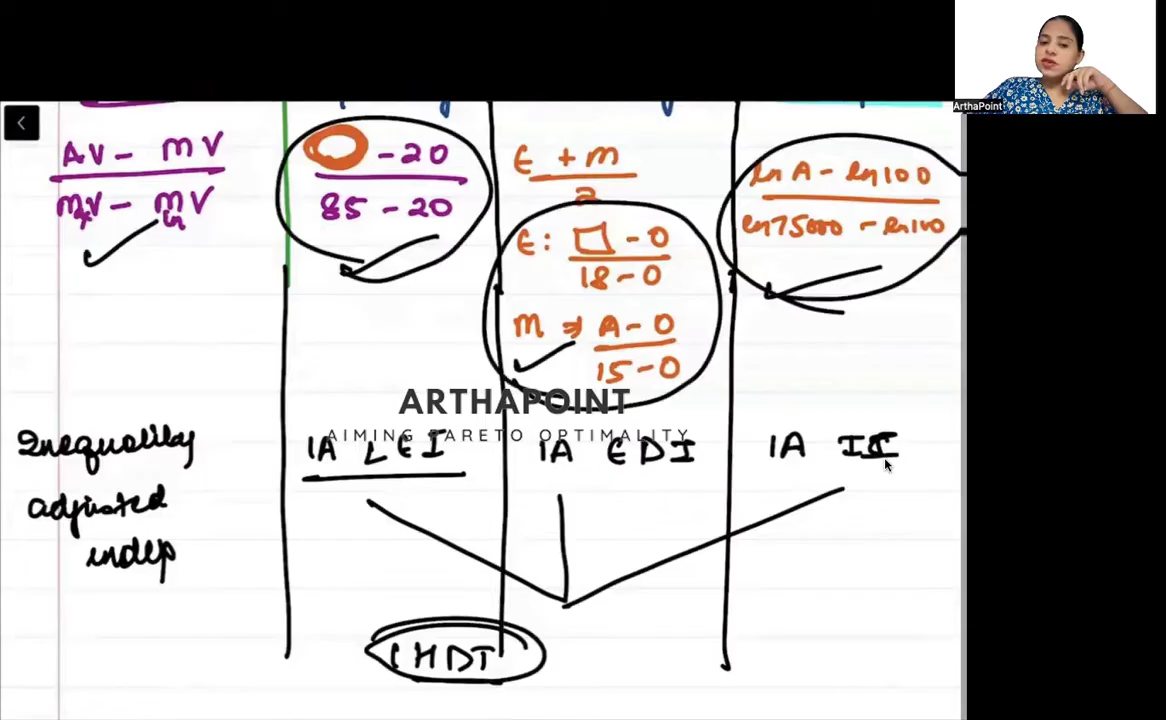 ArthaPoint
AV - mV
mxV - mnV
- 20
85 - 20
E + m
2
E: □ - 0
18 - 0
m ⇒ A - 0
15 - 0
ln A - ln 100
ln 75000 - ln 100
ARTHAPOINT
AIMING PARETO OPTIMALITY
Inequality
adjusted
index
IA LEI
IA EDI
IA II
IHDI